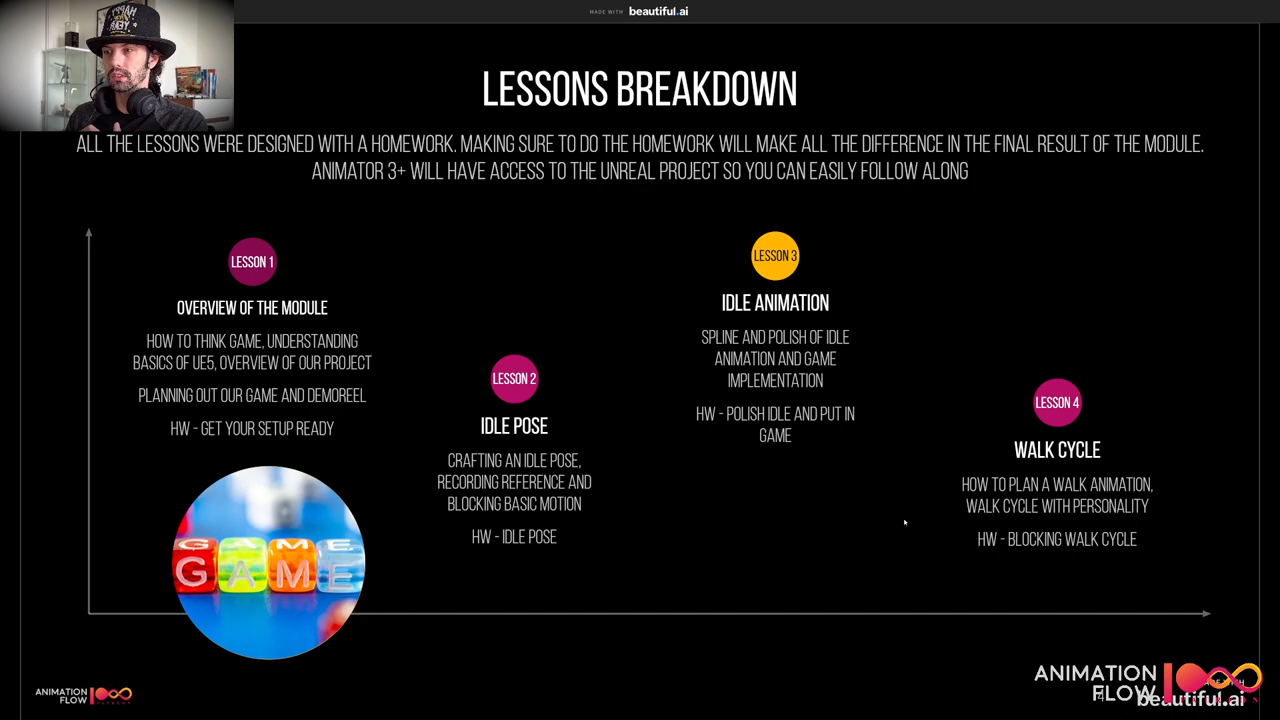 MADE WITH beautiful.ai
HAPPY
YEAR
LESSONS BREAKDOWN
ALL THE LESSONS WERE DESIGNED WITH A HOMEWORK. MAKING SURE TO DO THE HOMEWORK WILL MAKE ALL THE DIFFERENCE IN THE FINAL RESULT OF THE MODULE.
ANIMATOR 3+ WILL HAVE ACCESS TO THE UNREAL PROJECT SO YOU CAN EASILY FOLLOW ALONG
LESSON 1
OVERVIEW OF THE MODULE
HOW TO THINK GAME, UNDERSTANDING
BASICS OF UE5, OVERVIEW OF OUR PROJECT
PLANNING OUT OUR GAME AND DEMOREEL
HW - GET YOUR SETUP READY
GAME
GAME
LESSON 2
IDLE POSE
CRAFTING AN IDLE POSE,
RECORDING REFERENCE AND
BLOCKING BASIC MOTION
HW - IDLE POSE
LESSON 3
IDLE ANIMATION
SPLINE AND POLISH OF IDLE
ANIMATION AND GAME
IMPLEMENTATION
HW - POLISH IDLE AND PUT IN
GAME
LESSON 4
WALK CYCLE
HOW TO PLAN A WALK ANIMATION,
WALK CYCLE WITH PERSONALITY
HW - BLOCKING WALK CYCLE
ANIMATION
FLOW
ANIMATION
FLOW
beautiful.ai